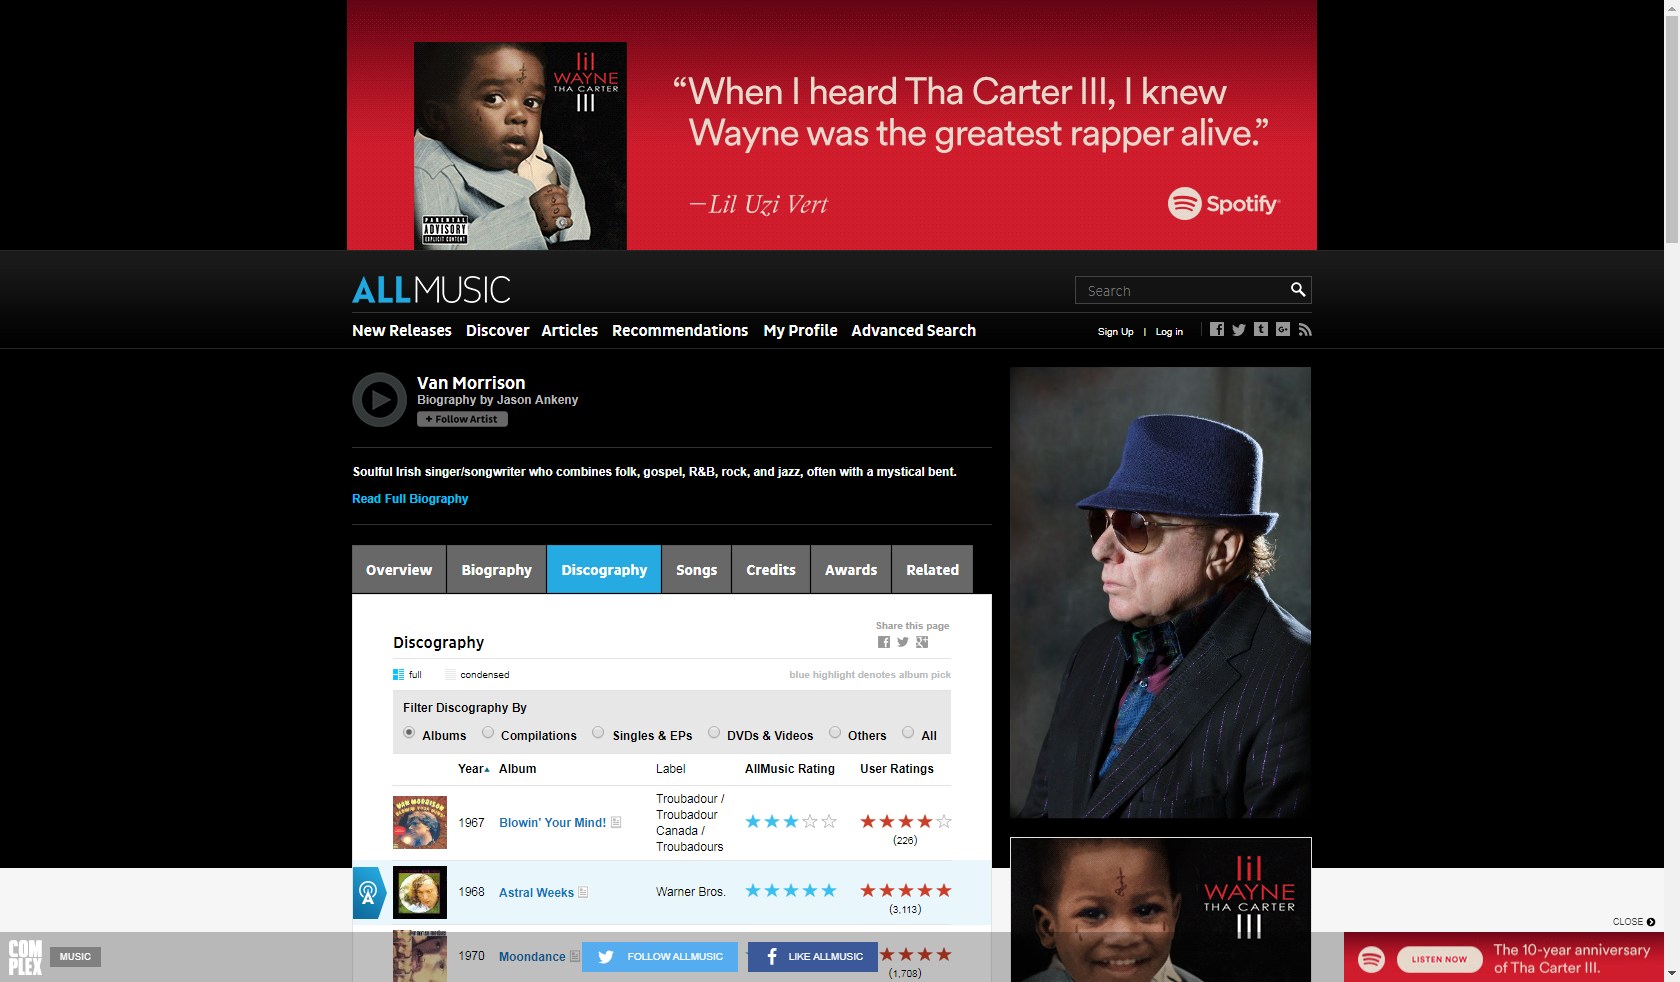 lil
WAYNE
THA CARTER
III
PARENTAL
ADVISORY
EXPLICIT CONTENT
“When I heard Tha Carter III, I knew
Wayne was the greatest rapper alive.”
—Lil Uzi Vert
Spotify
ALLMUSIC
Search
New Releases Discover Articles Recommendations My Profile Advanced Search
Sign Up | Log in
Van Morrison
Biography by Jason Ankeny
+ Follow Artist
Soulful Irish singer/songwriter who combines folk, gospel, R&B, rock, and jazz, often with a mystical bent.
Read Full Biography
Overview Biography Discography Songs Credits Awards Related
Share this page
Discography
full condensed blue highlight denotes album pick
Filter Discography By
Albums Compilations Singles & EPs DVDs & Videos Others All
Year Album Label AllMusic Rating User Ratings
VAN MORRISON
BLOWIN' YOUR MIND!
1967 Blowin' Your Mind! Troubadour /
Troubadour
Canada /
Troubadours
(226)
1968 Astral Weeks Warner Bros.
(3,113)
1970 Moondance
(1,708)
lil
WAYNE
THA CARTER
III
CLOSE
COM
PLEX
MUSIC
FOLLOW ALLMUSIC
LIKE ALLMUSIC
LISTEN NOW
The 10-year anniversary
of Tha Carter III.